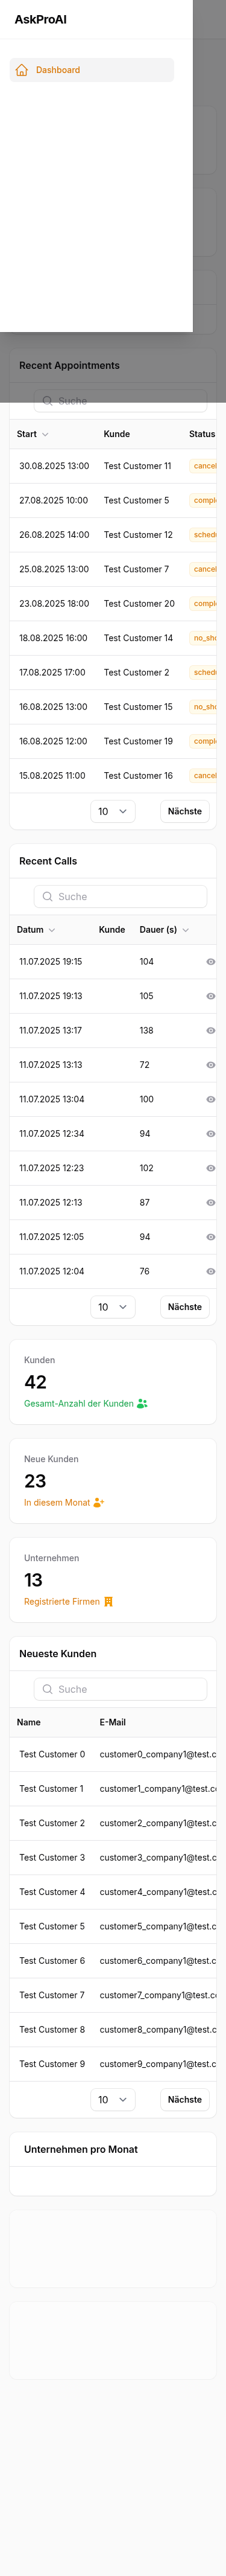 AskProAI
Dashboard
Recent Appointments
Suche
Start Kunde Status
30.08.2025 13:00 Test Customer 11 cancel
27.08.2025 10:00 Test Customer 5 comple
26.08.2025 14:00 Test Customer 12 schedu
25.08.2025 13:00 Test Customer 7 cancel
23.08.2025 18:00 Test Customer 20 comple
18.08.2025 16:00 Test Customer 14 no_sho
17.08.2025 17:00 Test Customer 2 schedu
16.08.2025 13:00 Test Customer 15 no_sho
16.08.2025 12:00 Test Customer 19 comple
15.08.2025 11:00 Test Customer 16 cancel
10 Nächste
Recent Calls
Suche
Datum Kunde Dauer (s)
11.07.2025 19:15 104
11.07.2025 19:13 105
11.07.2025 13:17 138
11.07.2025 13:13 72
11.07.2025 13:04 100
11.07.2025 12:34 94
11.07.2025 12:23 102
11.07.2025 12:13 87
11.07.2025 12:05 94
11.07.2025 12:04 76
10 Nächste
Kunden
42
Gesamt-Anzahl der Kunden
Neue Kunden
23
In diesem Monat
Unternehmen
13
Registrierte Firmen
Neueste Kunden
Suche
Name E-Mail
Test Customer 0 customer0_company1@test.c
Test Customer 1 customer1_company1@test.co
Test Customer 2 customer2_company1@test.c
Test Customer 3 customer3_company1@test.c
Test Customer 4 customer4_company1@test.c
Test Customer 5 customer5_company1@test.c
Test Customer 6 customer6_company1@test.c
Test Customer 7 customer7_company1@test.co
Test Customer 8 customer8_company1@test.c
Test Customer 9 customer9_company1@test.c
10 Nächste
Unternehmen pro Monat